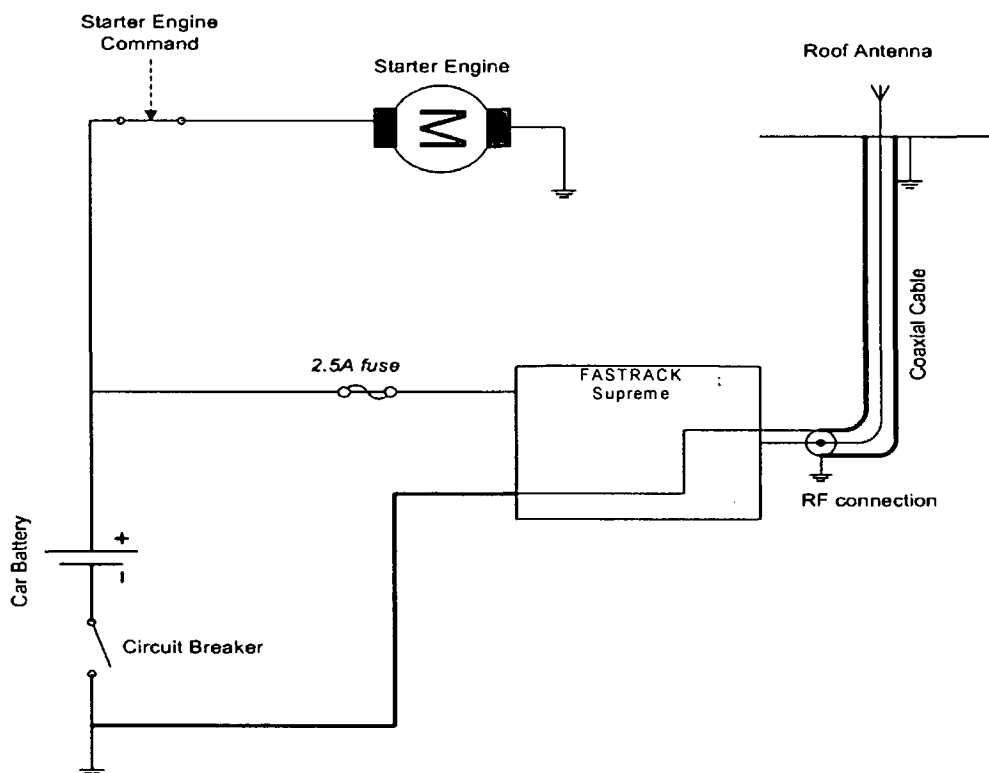 Starter Engine
Command
Roof Antenna
Starter Engine
M
Coaxial Cable
2.5A fuse
FASTRACK
Supreme
RF connection
Car Battery
+
-
Circuit Breaker